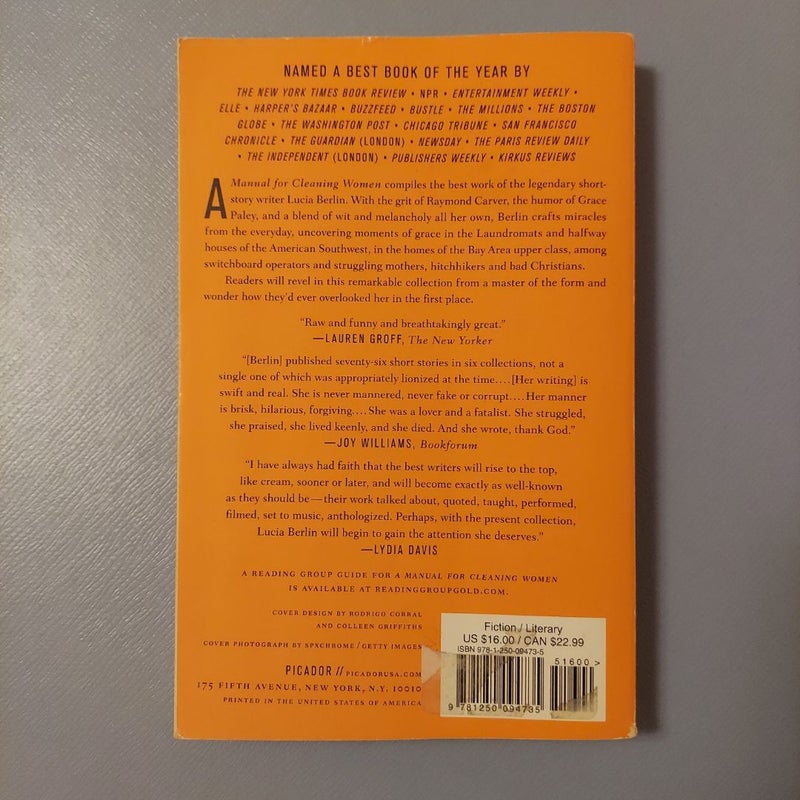 NAMED A BEST BOOK OF THE YEAR BY
THE NEW YORK TIMES BOOK REVIEW • NPR • ENTERTAINMENT WEEKLY •
ELLE • HARPER'S BAZAAR • BUZZFEED • BUSTLE • THE MILLIONS • THE BOSTON
GLOBE • THE WASHINGTON POST • CHICAGO TRIBUNE • SAN FRANCISCO
CHRONICLE • THE GUARDIAN (LONDON) • NEWSDAY • THE PARIS REVIEW DAILY
• THE INDEPENDENT (LONDON) • PUBLISHERS WEEKLY • KIRKUS REVIEWS
A Manual for Cleaning Women compiles the best work of the legendary short-
story writer Lucia Berlin. With the grit of Raymond Carver, the humor of Grace
Paley, and a blend of wit and melancholy all her own, Berlin crafts miracles
from the everyday, uncovering moments of grace in the Laundromats and halfway
houses of the American Southwest, in the homes of the Bay Area upper class, among
switchboard operators and struggling mothers, hitchhikers and bad Christians.
Readers will revel in this remarkable collection from a master of the form and
wonder how they'd ever overlooked her in the first place.
"Raw and funny and breathtakingly great."
—LAUREN GROFF, The New Yorker
"[Berlin] published seventy-six short stories in six collections, not a
single one of which was appropriately lionized at the time....[Her writing] is
swift and real. She is never mannered, never fake or corrupt....Her manner
is brisk, hilarious, forgiving....She was a lover and a fatalist. She struggled,
she praised, she lived keenly, and she died. And she wrote, thank God."
—JOY WILLIAMS, Bookforum
"I have always had faith that the best writers will rise to the top,
like cream, sooner or later, and will become exactly as well-known
as they should be—their work talked about, quoted, taught, performed,
filmed, set to music, anthologized. Perhaps, with the present collection,
Lucia Berlin will begin to gain the attention she deserves."
—LYDIA DAVIS
A READING GROUP GUIDE FOR A MANUAL FOR CLEANING WOMEN
IS AVAILABLE AT READINGGROUPGOLD.COM.
COVER DESIGN BY RODRIGO CORRAL
AND COLLEEN GRIFFITHS
COVER PHOTOGRAPH BY SPXCHROME / GETTY IMAGES
PICADOR // PICADORUSA.COM
175 FIFTH AVENUE, NEW YORK, N.Y. 10010
PRINTED IN THE UNITED STATES OF AMERICA
Fiction / Literary
US $16.00 / CAN $22.99
ISBN 978-1-250-09473-5
51600 >
9 781250 094735